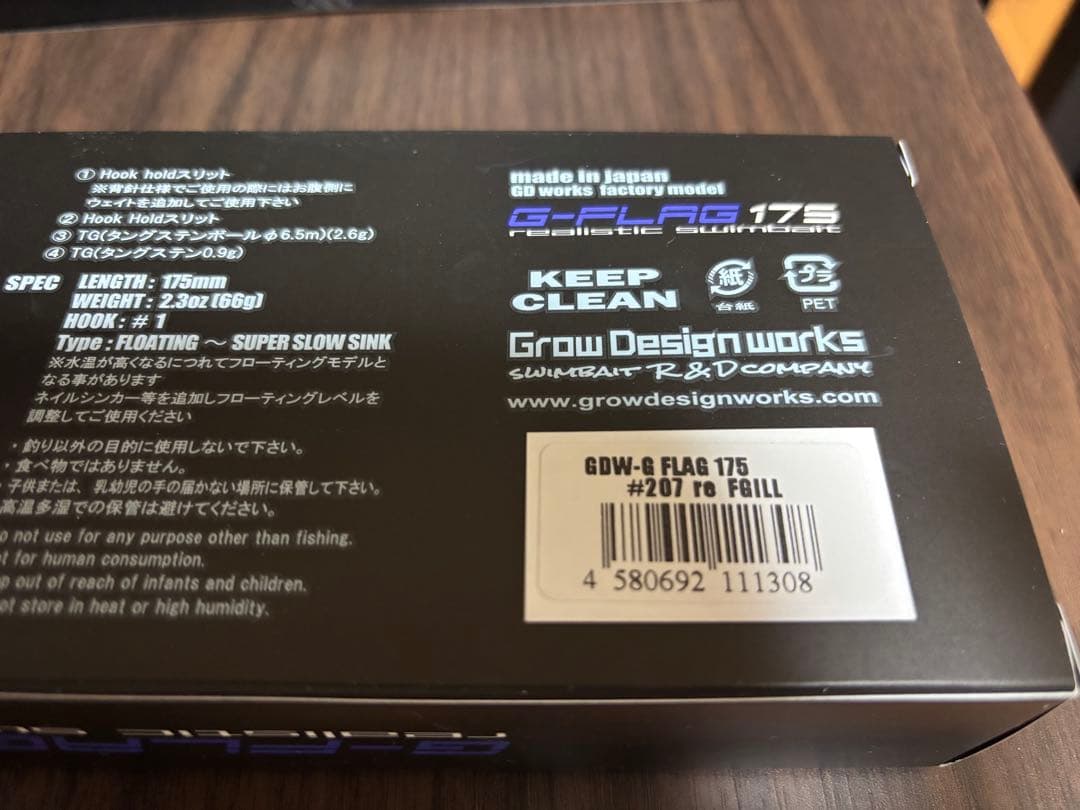 ① Hook holdスリット
※背針仕様でご使用の際にはお腹側に
ウェイトを追加してご使用下さい
② Hook Holdスリット
③ TG(タングステンボールφ6.5m)(2.6g)
④ TG(タングステン0.9g)
SPEC LENGTH : 175mm
WEIGHT : 2.3oz (66g)
HOOK : # 1
Type : FLOATING ～ SUPER SLOW SINK
※水温が高くなるにつれてフローティングモデルと
なる事があります
ネイルシンカー等を追加しフローティングレベルを
調整してご使用ください
・釣り以外の目的に使用しないで下さい。
・食べ物ではありません。
・子供または、乳幼児の手の届かない場所に保管して下さい。
高温多湿での保管は避けてください。
not use for any purpose other than fishing.
for human consumption.
out of reach of infants and children.
store in heat or high humidity.
made in japan
GD works factory model
G-FLAG 175
realistic swimbait
KEEP
CLEAN
紙
台紙
プラ
PET
Grow Design works
SWIMBAIT R&D COMPANY
www.growdesignworks.com
GDW-G FLAG 175
#207 re FGILL
4 580692 111308
realistic
G-FLAG